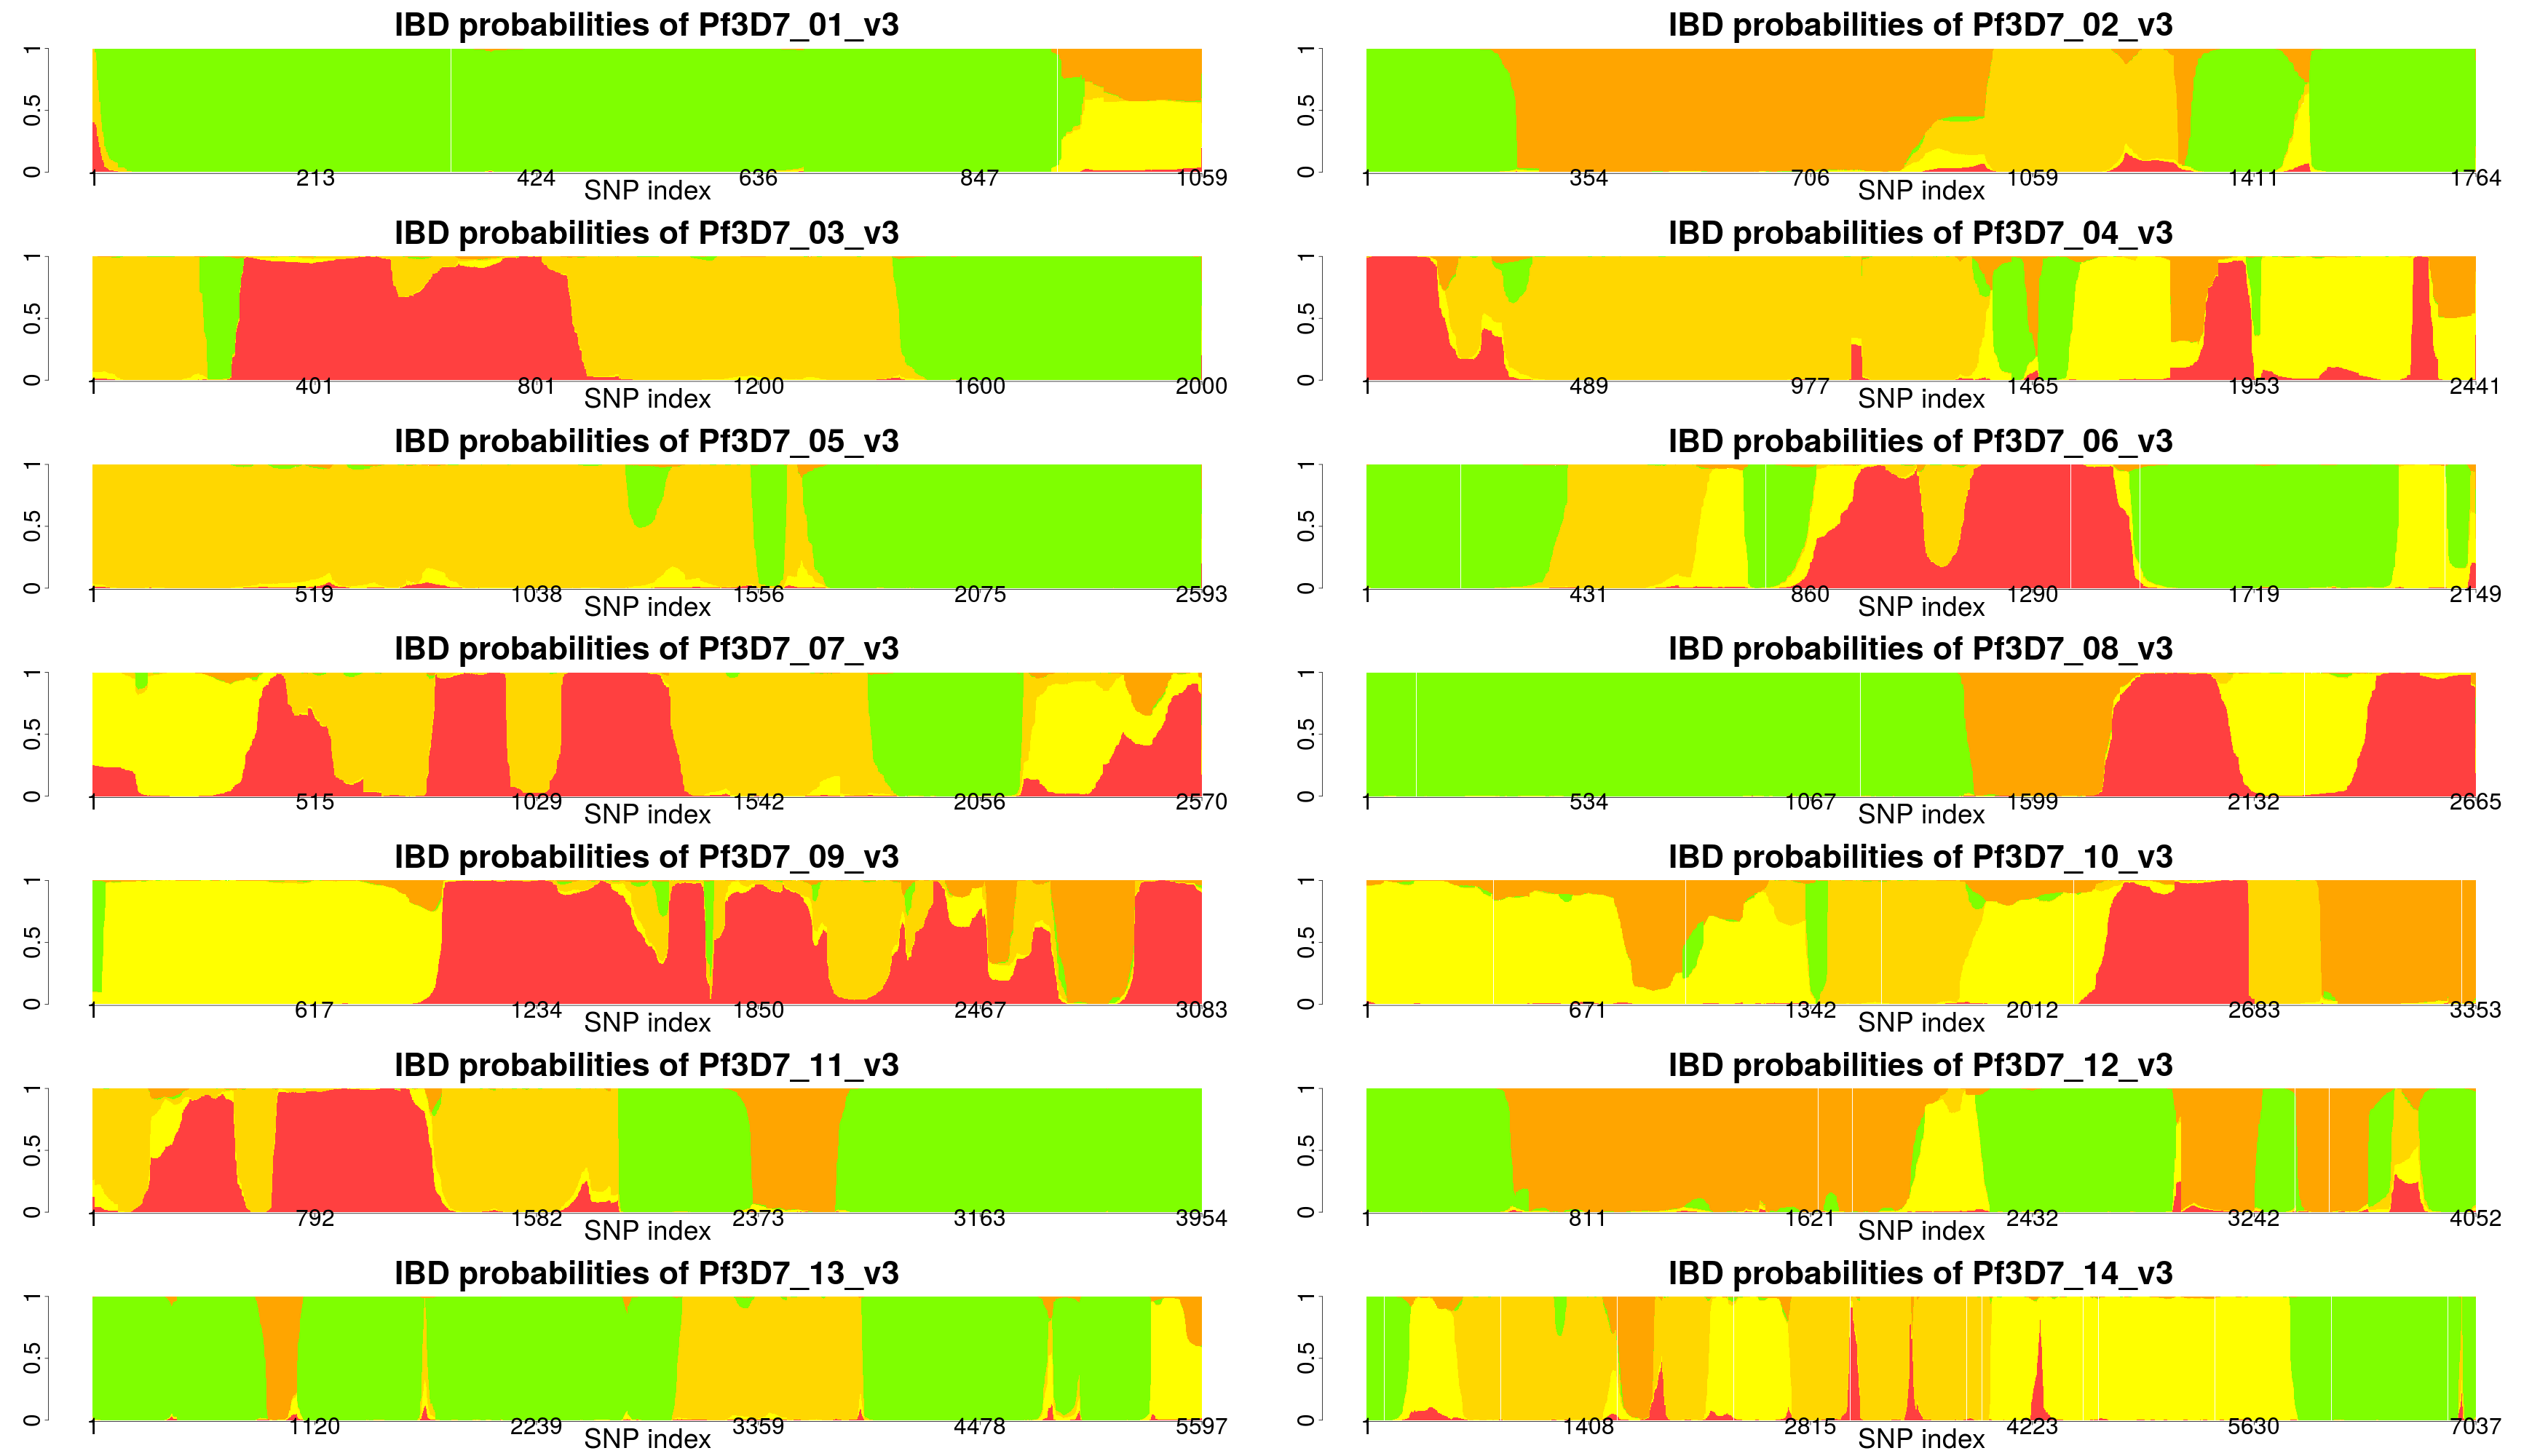 IBD probabilities of Pf3D7_01_v3
0 0.5 1
1 213 424 636 847 1059
SNP index
IBD probabilities of Pf3D7_02_v3
0 0.5 1
1 354 706 1059 1411 1764
SNP index
IBD probabilities of Pf3D7_03_v3
0 0.5 1
1 401 801 1200 1600 2000
SNP index
IBD probabilities of Pf3D7_04_v3
0 0.5 1
1 489 977 1465 1953 2441
SNP index
IBD probabilities of Pf3D7_05_v3
0 0.5 1
1 519 1038 1556 2075 2593
SNP index
IBD probabilities of Pf3D7_06_v3
0 0.5 1
1 431 860 1290 1719 2149
SNP index
IBD probabilities of Pf3D7_07_v3
0 0.5 1
1 515 1029 1542 2056 2570
SNP index
IBD probabilities of Pf3D7_08_v3
0 0.5 1
1 534 1067 1599 2132 2665
SNP index
IBD probabilities of Pf3D7_09_v3
0 0.5 1
1 617 1234 1850 2467 3083
SNP index
IBD probabilities of Pf3D7_10_v3
0 0.5 1
1 671 1342 2012 2683 3353
SNP index
IBD probabilities of Pf3D7_11_v3
0 0.5 1
1 792 1582 2373 3163 3954
SNP index
IBD probabilities of Pf3D7_12_v3
0 0.5 1
1 811 1621 2432 3242 4052
SNP index
IBD probabilities of Pf3D7_13_v3
0 0.5 1
1 1120 2239 3359 4478 5597
SNP index
IBD probabilities of Pf3D7_14_v3
0 0.5 1
1 1408 2815 4223 5630 7037
SNP index